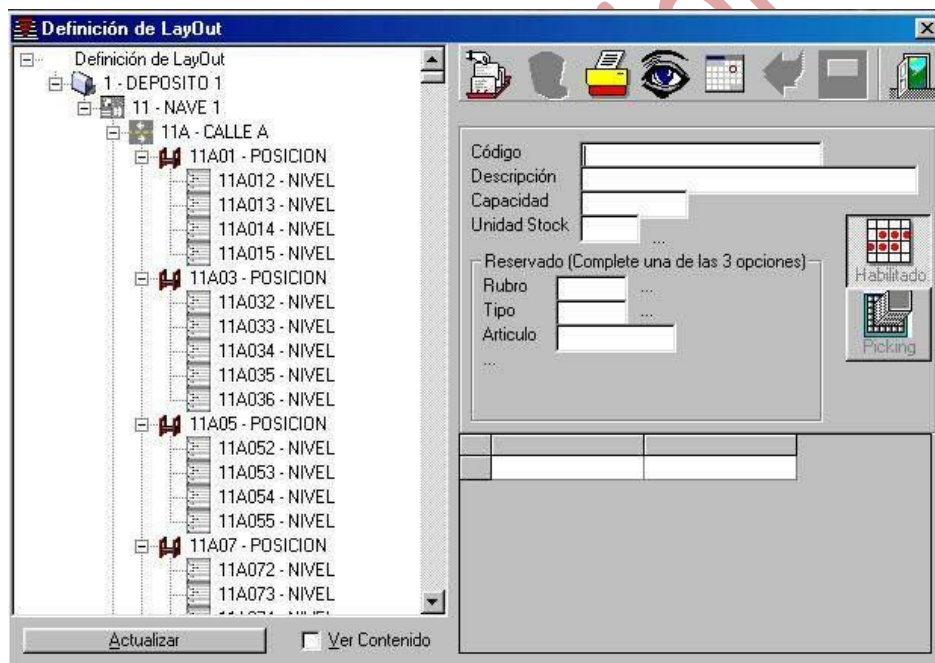 Definición de LayOut
Definición de LayOut
1 - DEPOSITO 1
11 - NAVE 1
11A - CALLE A
11A01 - POSICION
11A012 - NIVEL
11A013 - NIVEL
11A014 - NIVEL
11A015 - NIVEL
11A03 - POSICION
11A032 - NIVEL
11A033 - NIVEL
11A034 - NIVEL
11A035 - NIVEL
11A036 - NIVEL
11A05 - POSICION
11A052 - NIVEL
11A053 - NIVEL
11A054 - NIVEL
11A055 - NIVEL
11A07 - POSICION
11A072 - NIVEL
11A073 - NIVEL
Actualizar
Ver Contenido
Código
Descripción
Capacidad
Unidad Stock
...
Reservado (Complete una de las 3 opciones)
Rubro
...
Tipo
...
Articulo
...
Habilitado
Picking